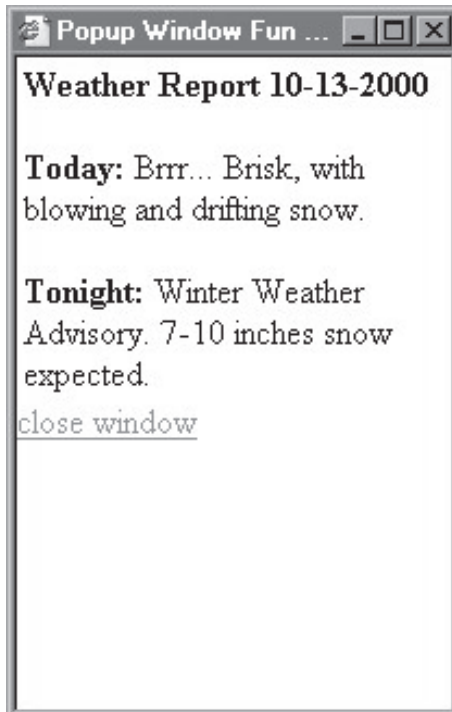 Popup Window Fun ...
Weather Report 10-13-2000
Today: Brrr... Brisk, with
blowing and drifting snow.
Tonight: Winter Weather
Advisory. 7-10 inches snow
expected.
close window